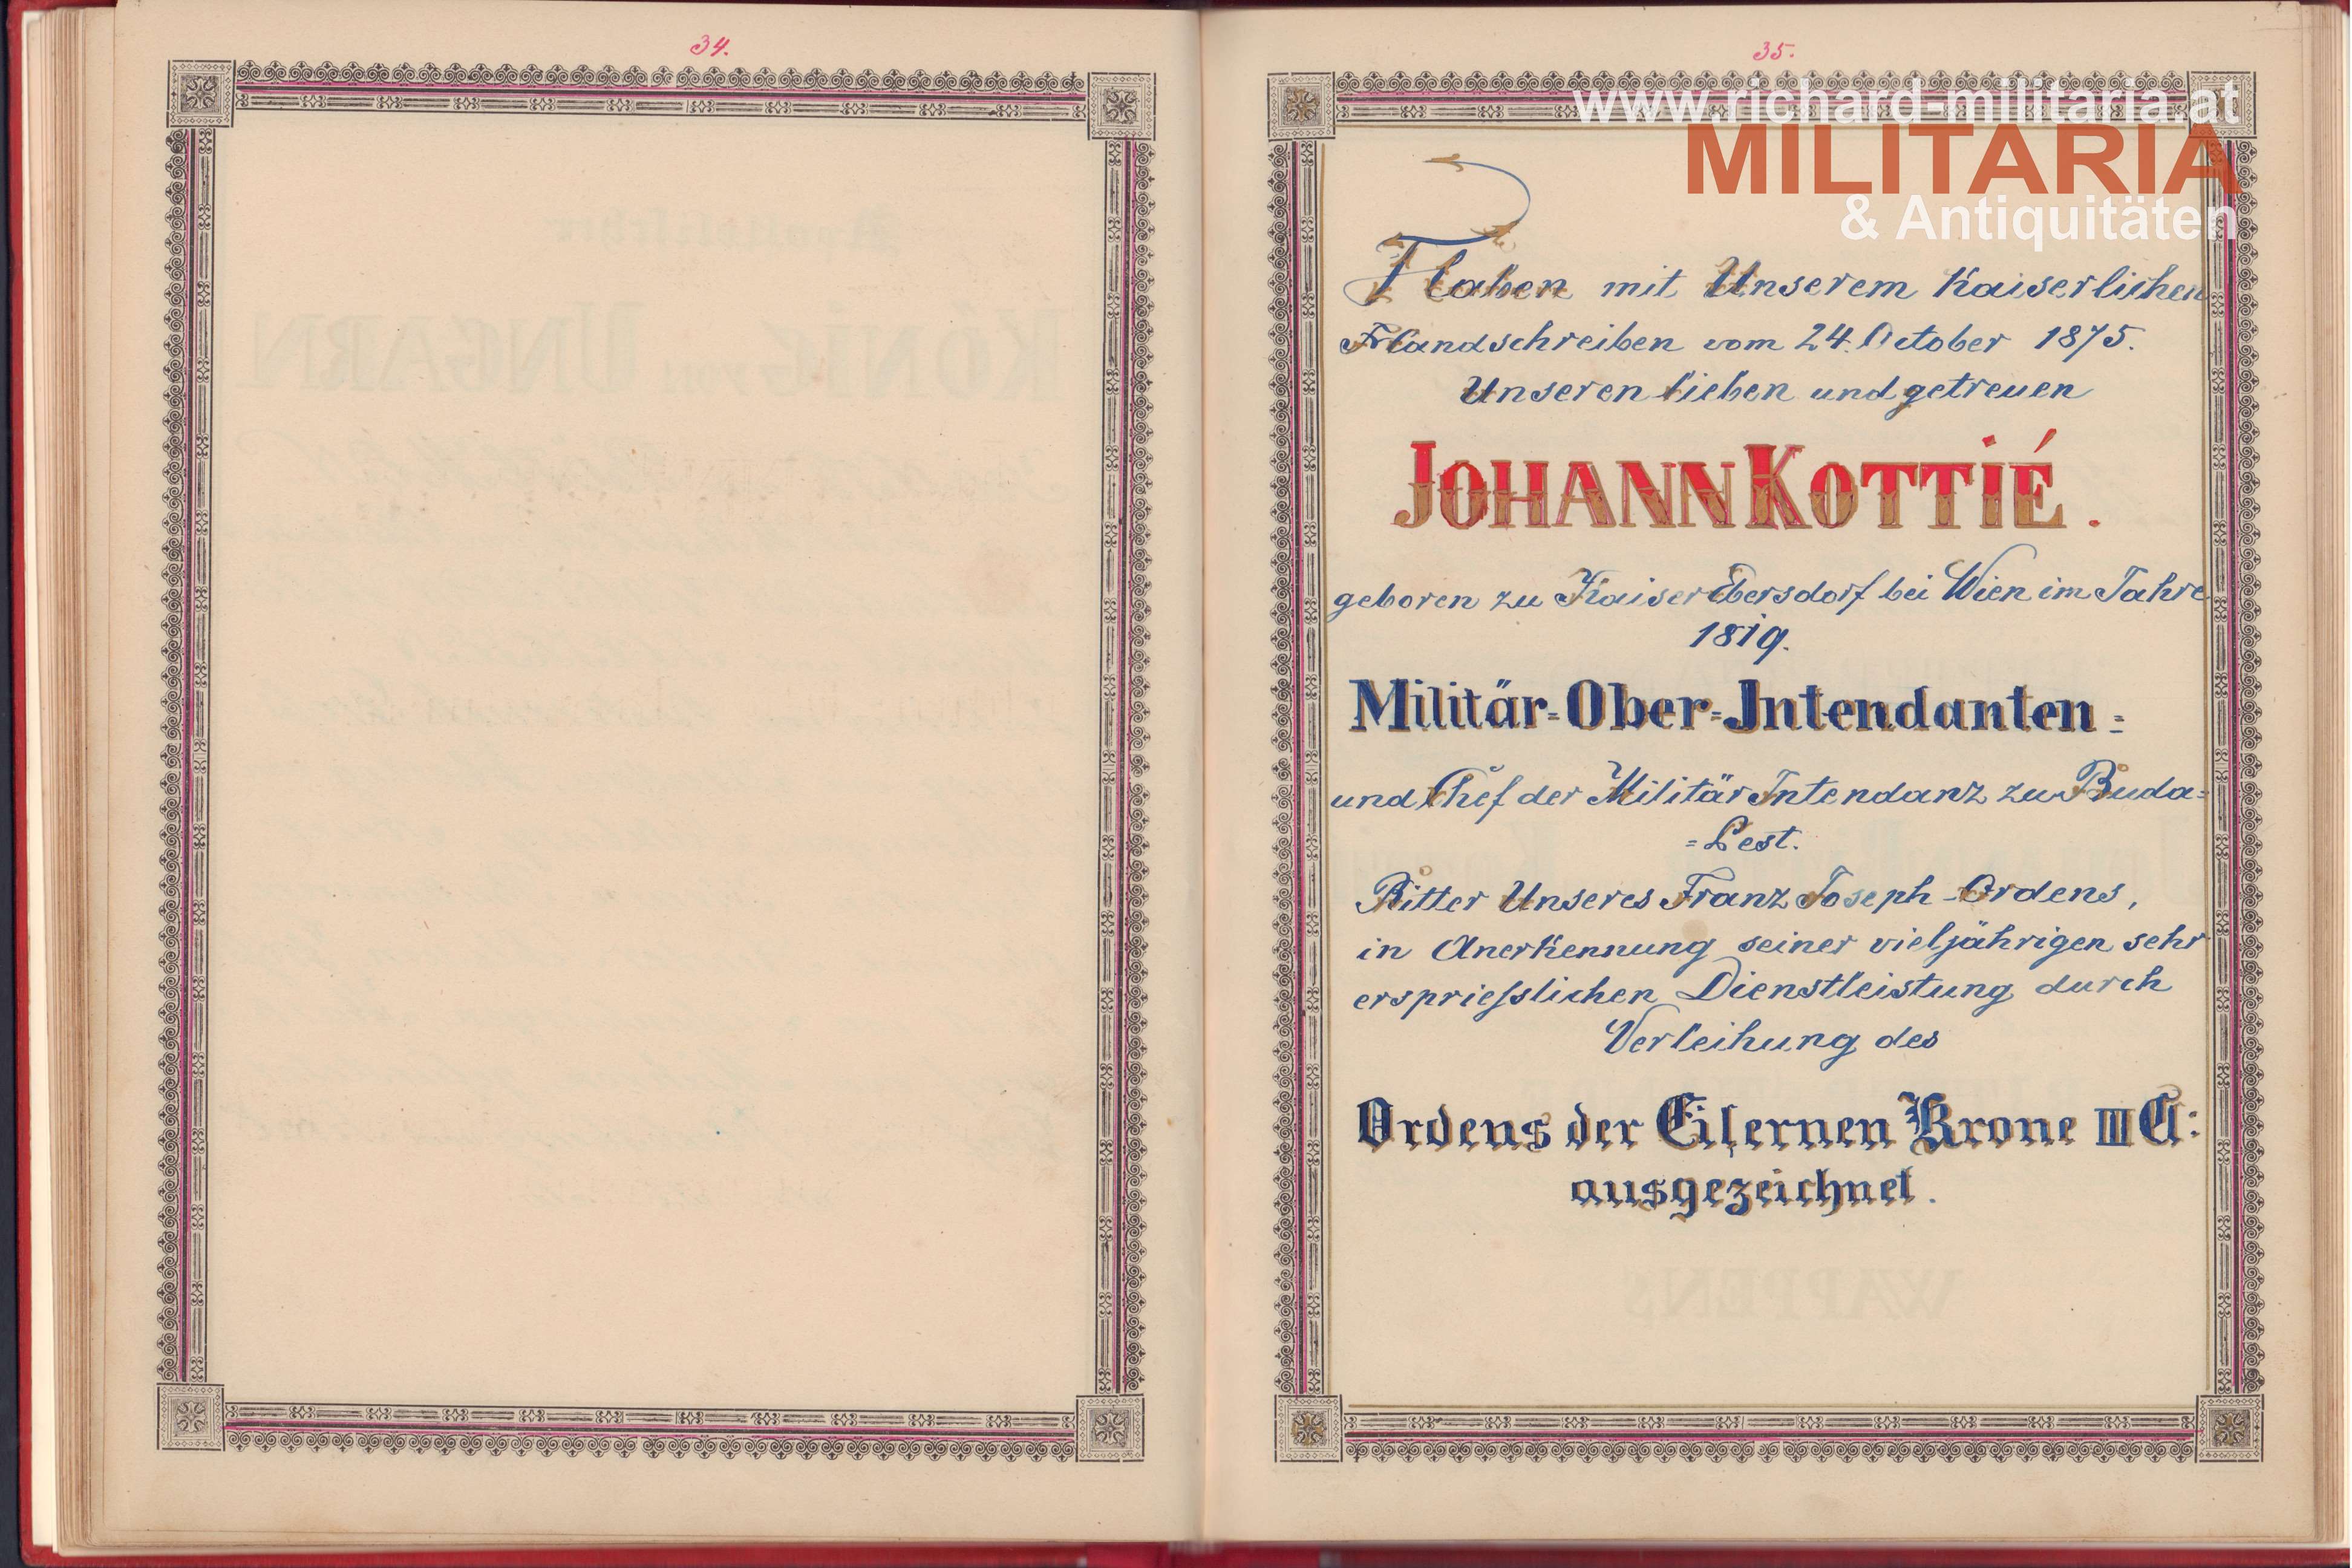 34.
35.
www.richard-militaria.at
MILITARIA
& Antiquitäten
Haben mit Unserem Kaiserlichen
Handschreiben vom 24. October 1875.
Unseren lieben und getreuen
JOHANN KOTTIÉ.
geboren zu Kaiser Ebersdorf bei Wien im Jahre
1819.
Militär=Ober=Intendanten=
und Chef der Militär Intendanz zu Buda=
=Pest.
Ritter Unseres Franz Joseph-Ordens,
in Anerkennung seiner vieljährigen sehr
ersprieſslichen Dienstleistung durch
Verleihung des
Ordens der Eiſernen Krone III Cl:
ausgezeichnet.